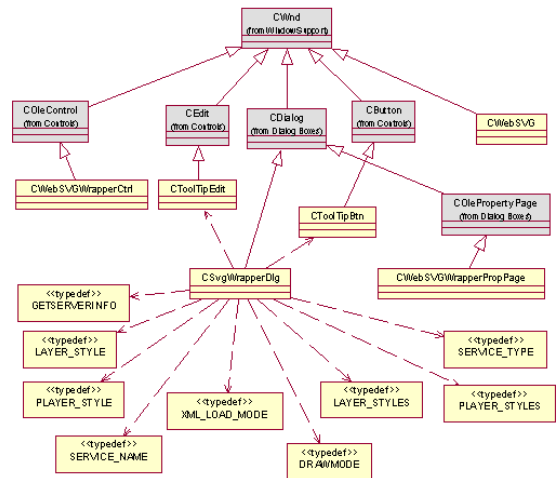 CWnd
(from WindowSupport)
COleControl
(from Controls)
CEdit
(from Controls)
CDialog
(from Dialog Boxes)
CButton
(from Controls)
CWebSVG
CWebSVGWrapperCtrl
CToolTipEdit
CToolTipBtn
COlePropertyPage
(from Dialog Boxes)
CSvgWrapperDlg
CWebSVGWrapperPropPage
<<typedef>>
GETSERVERINFO
<<typedef>>
LAYER_STYLE
<<typedef>>
SERVICE_TYPE
<<typedef>>
PLAYER_STYLE
<<typedef>>
XML_LOAD_MODE
<<typedef>>
LAYER_STYLES
<<typedef>>
PLAYER_STYLES
<<typedef>>
SERVICE_NAME
<<typedef>>
DRAWMODE